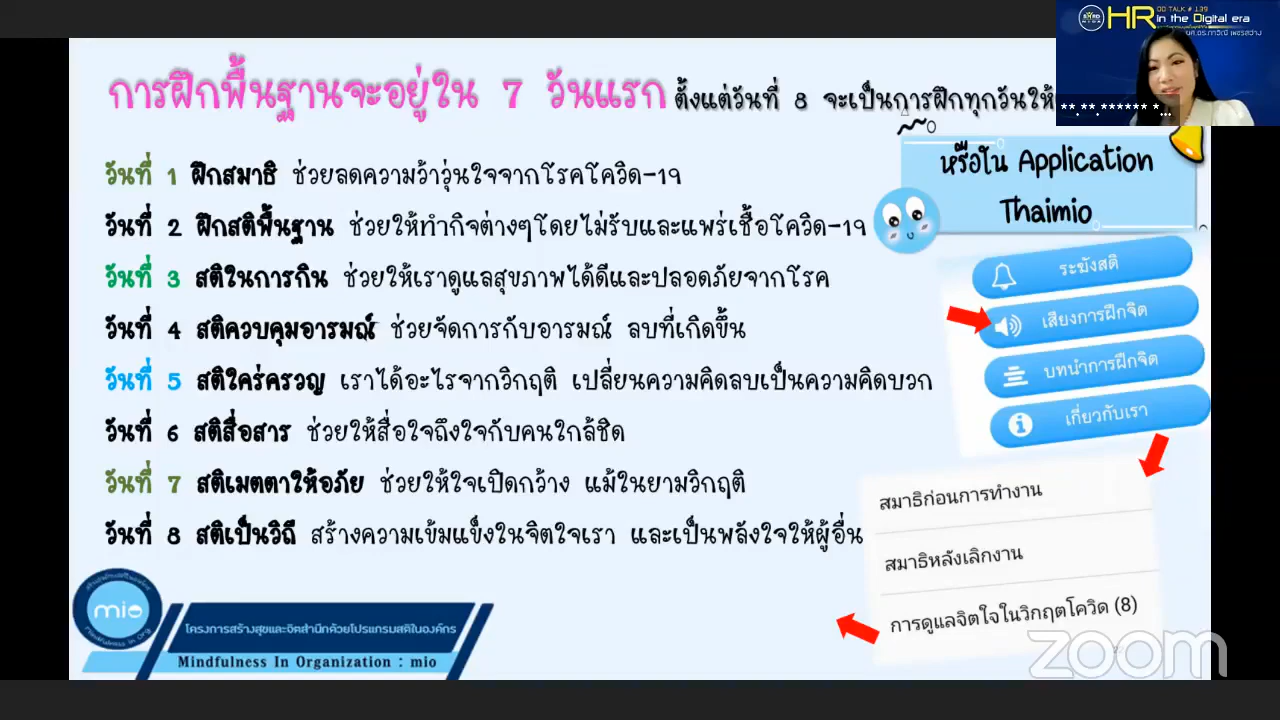 OD TALK # 139
HR in the Digital era
ผศ.ดร.ภาวิณี เพชรสว่าง
**.**.****** *...
การฝึกพื้นฐานจะอยู่ใน 7 วันแรก ตั้งแต่วันที่ 8 จะเป็นการฝึกทุกวันให้
วันที่ 1 ฝึกสมาธิ ช่วยลดความว้าวุ่นใจจากโรคโควิด-19
วันที่ 2 ฝึกสติพื้นฐาน ช่วยให้ทำกิจต่างๆโดยไม่รับและแพร่เชื้อโควิด-19
วันที่ 3 สติในการกิน ช่วยให้เราดูแลสุขภาพได้ดีและปลอดภัยจากโรค
วันที่ 4 สติควบคุมอารมณ์ ช่วยจัดการกับอารมณ์ ลบที่เกิดขึ้น
วันที่ 5 สติใคร่ครวญ เราได้อะไรจากวิกฤติ เปลี่ยนความคิดลบเป็นความคิดบวก
วันที่ 6 สติสื่อสาร ช่วยให้สื่อใจถึงใจกับคนใกล้ชิด
วันที่ 7 สติเมตตาให้อภัย ช่วยให้ใจเปิดกว้าง แม้ในยามวิกฤติ
วันที่ 8 สติเป็นวิถี สร้างความเข้มแข็งในจิตใจเรา และเป็นพลังใจให้ผู้อื่น
หรือใน Application
Thaimio
ระฆังสติ
เสียงการฝึกจิต
บทนำการฝึกจิต
เกี่ยวกับเรา
สมาธิก่อนการทำงาน
สมาธิหลังเลิกงาน
การดูแลจิตใจในวิกฤตโควิด (8)
mio
Mindfulness In Org
โครงการสร้างสุขและจิตสำนึกด้วยโปรแกรมสติในองค์กร
Mindfulness In Organization : mio
zoom